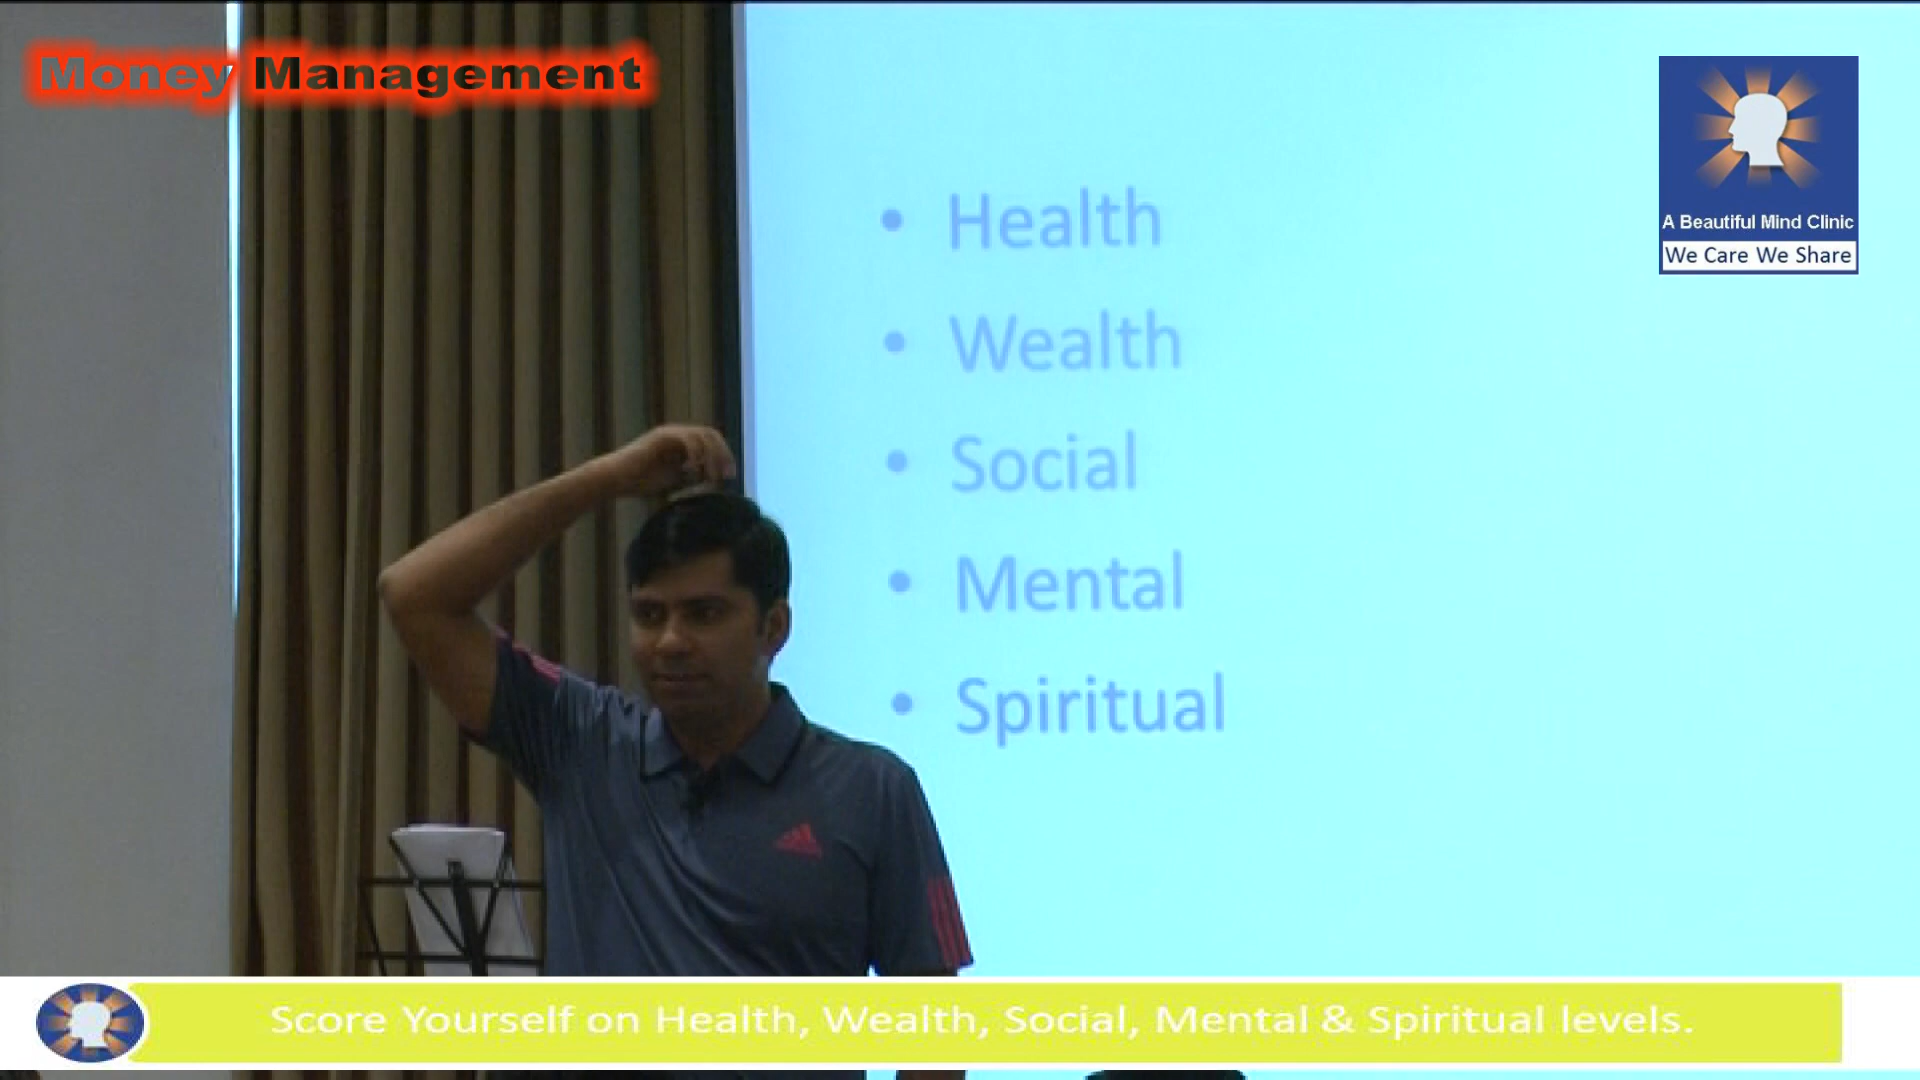 Money Management
A Beautiful Mind Clinic
We Care We Share
• Health
• Wealth
• Social
• Mental
• Spiritual
Score Yourself on Health, Wealth, Social, Mental & Spiritual levels.